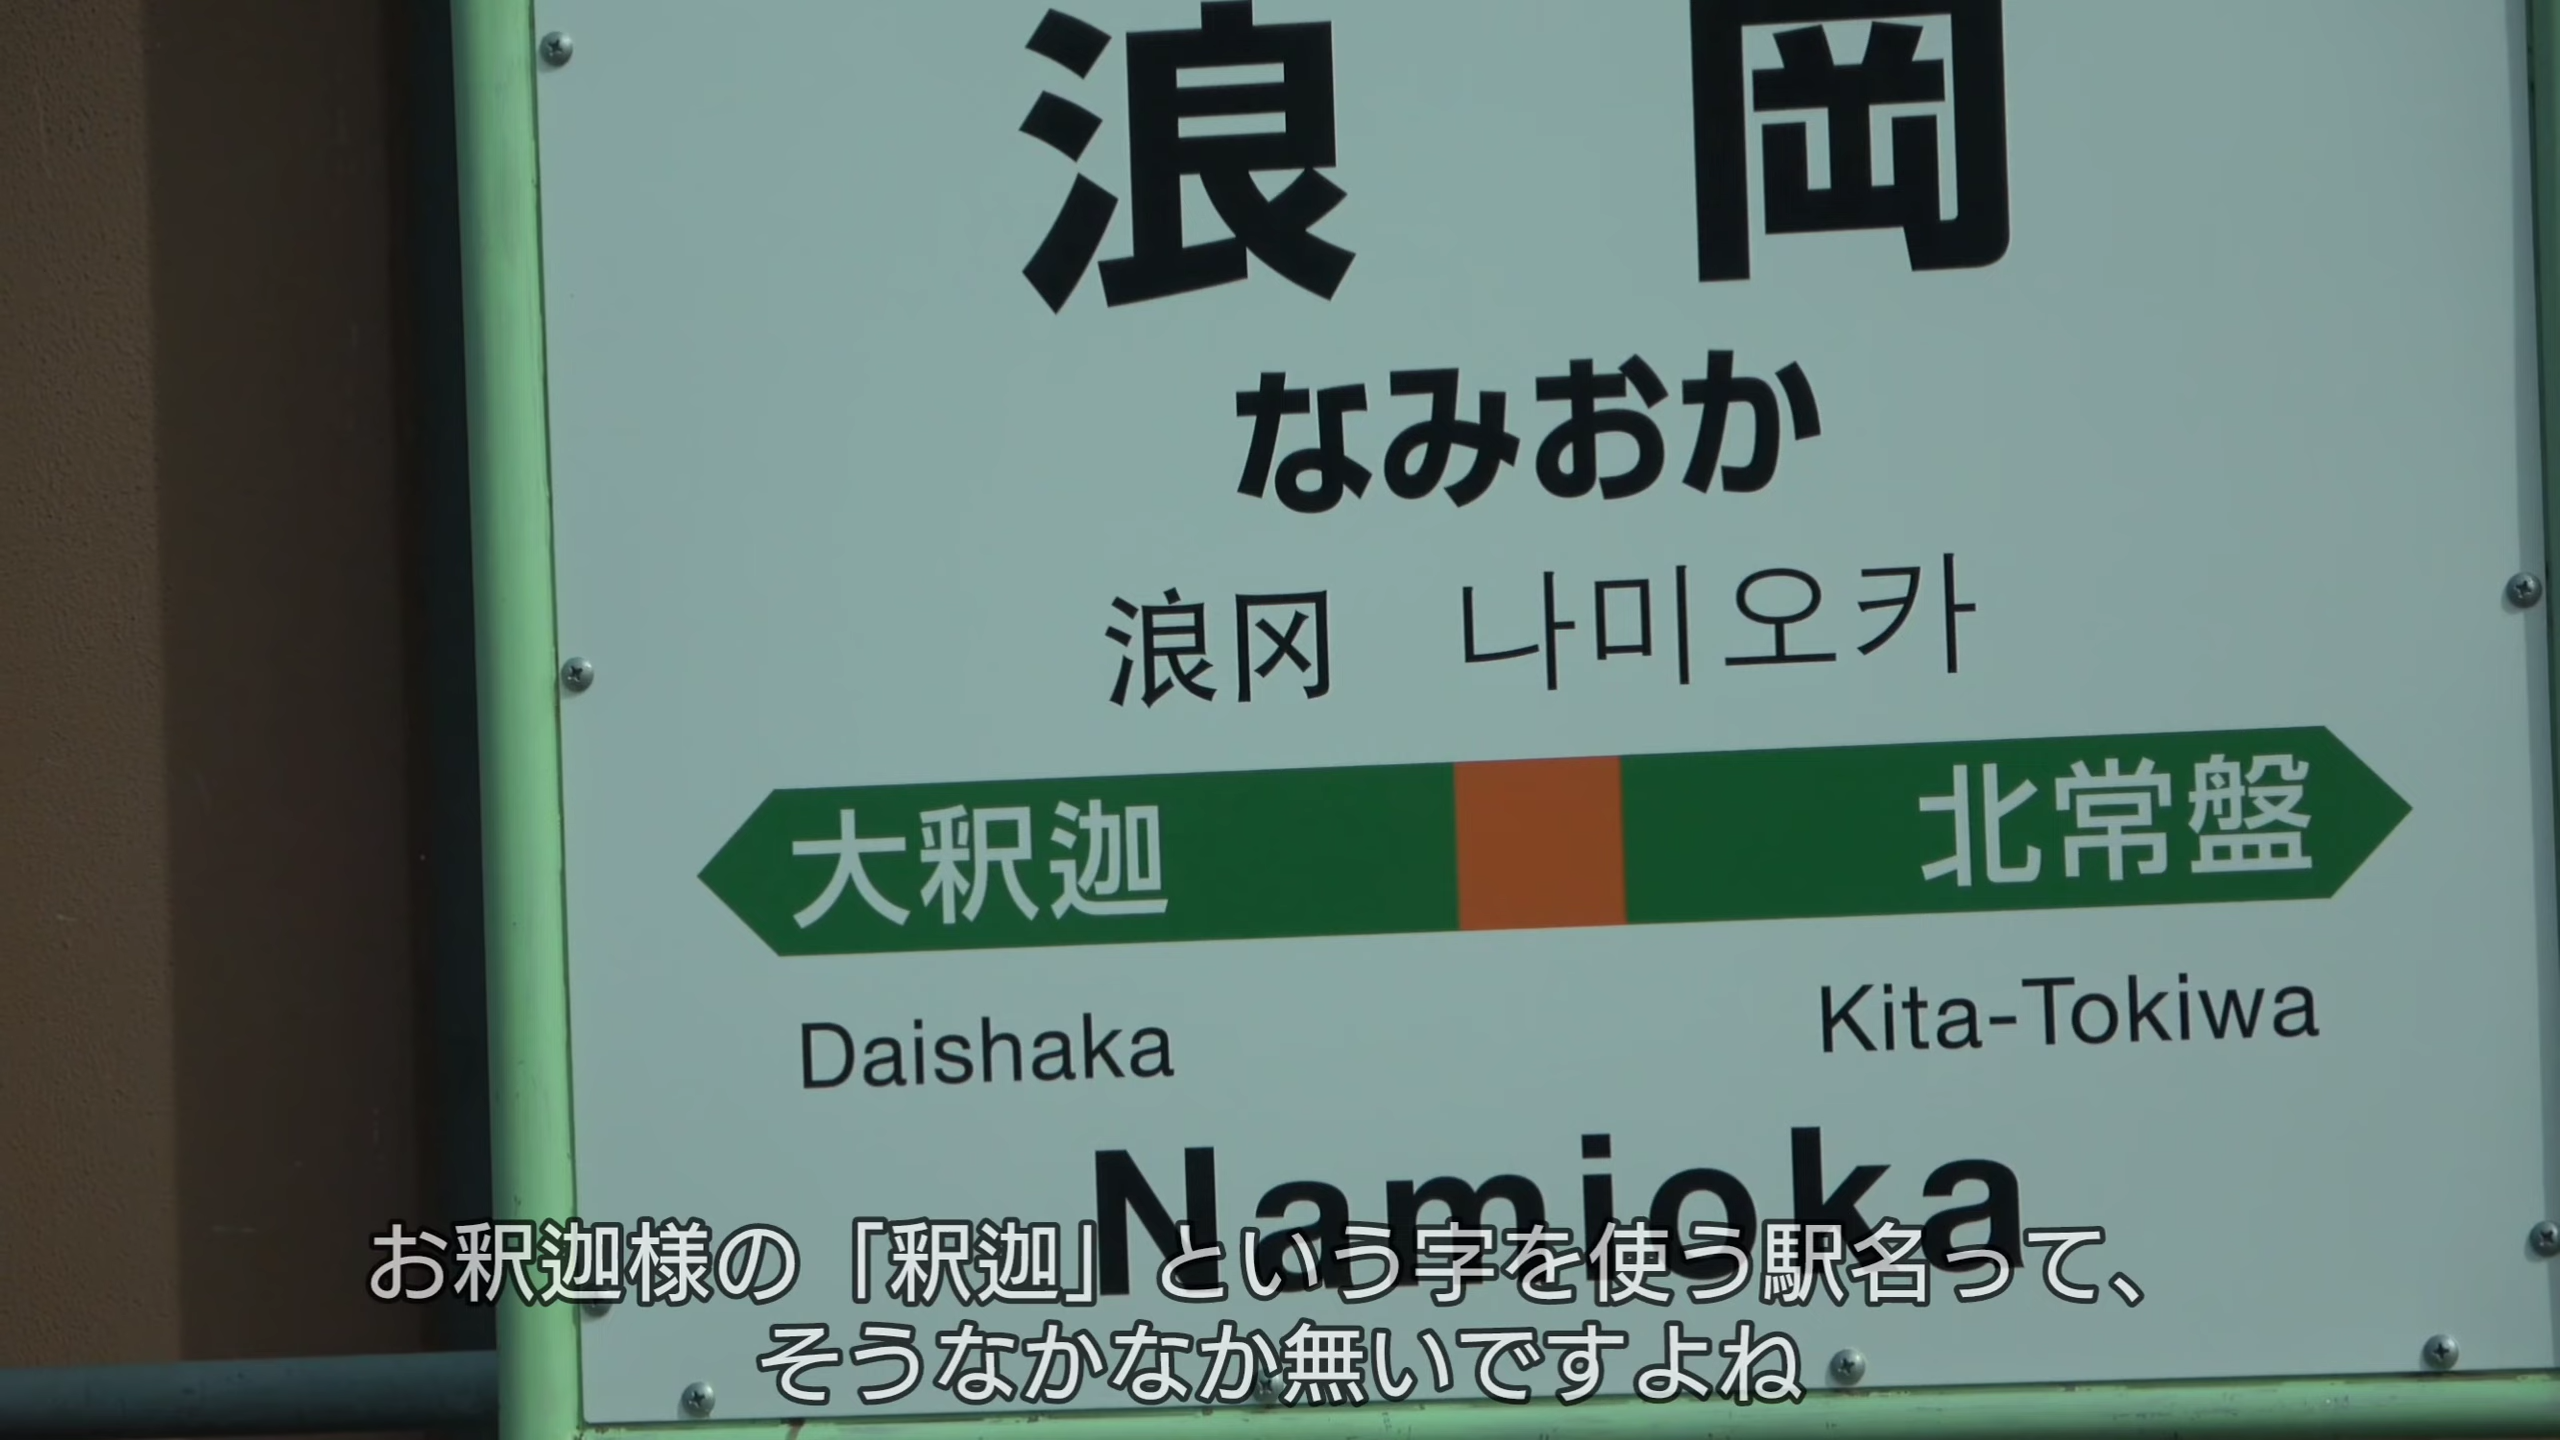 浪岡
なみおか
浪冈 나미오카
大釈迦 北常盤
Daishaka Kita-Tokiwa
Namioka
お釈迦様の「釈迦」という字を使う駅名って、
そうなかなか無いですよね